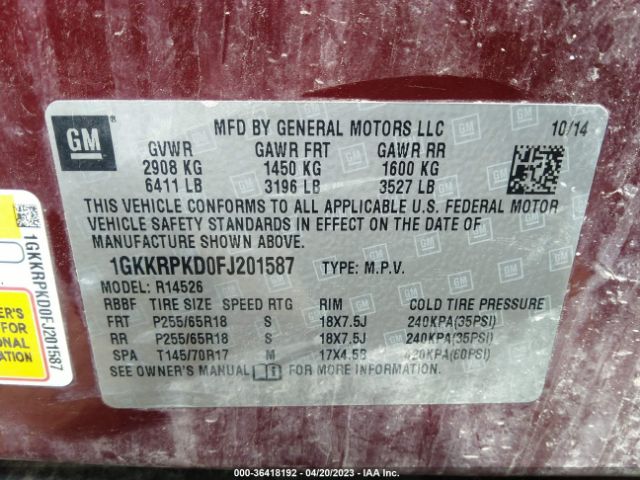 GM
MFD BY GENERAL MOTORS LLC 10/14
GVWR GAWR FRT GAWR RR
2908 KG 1450 KG 1600 KG
6411 LB 3196 LB 3527 LB
THIS VEHICLE CONFORMS TO ALL APPLICABLE U.S. FEDERAL MOTOR
VEHICLE SAFETY STANDARDS IN EFFECT ON THE DATE OF
MANUFACTURE SHOWN ABOVE.
1GKKRPKD0FJ201587 TYPE: M.P.V.
MODEL: R14526
RBBF TIRE SIZE SPEED RTG RIM COLD TIRE PRESSURE
FRT P255/65R18 S 18X7.5J 240KPA(35PSI)
RR P255/65R18 S 18X7.5J 240KPA(35PSI)
SPA T145/70R17 M 17X4.5B 420KPA(60PSI)
SEE OWNER'S MANUAL FOR MORE INFORMATION.
1GKKRPKD0FJ201587
FOR
ONAL
ATION
000-36418192 - 04/20/2023 - IAA Inc.